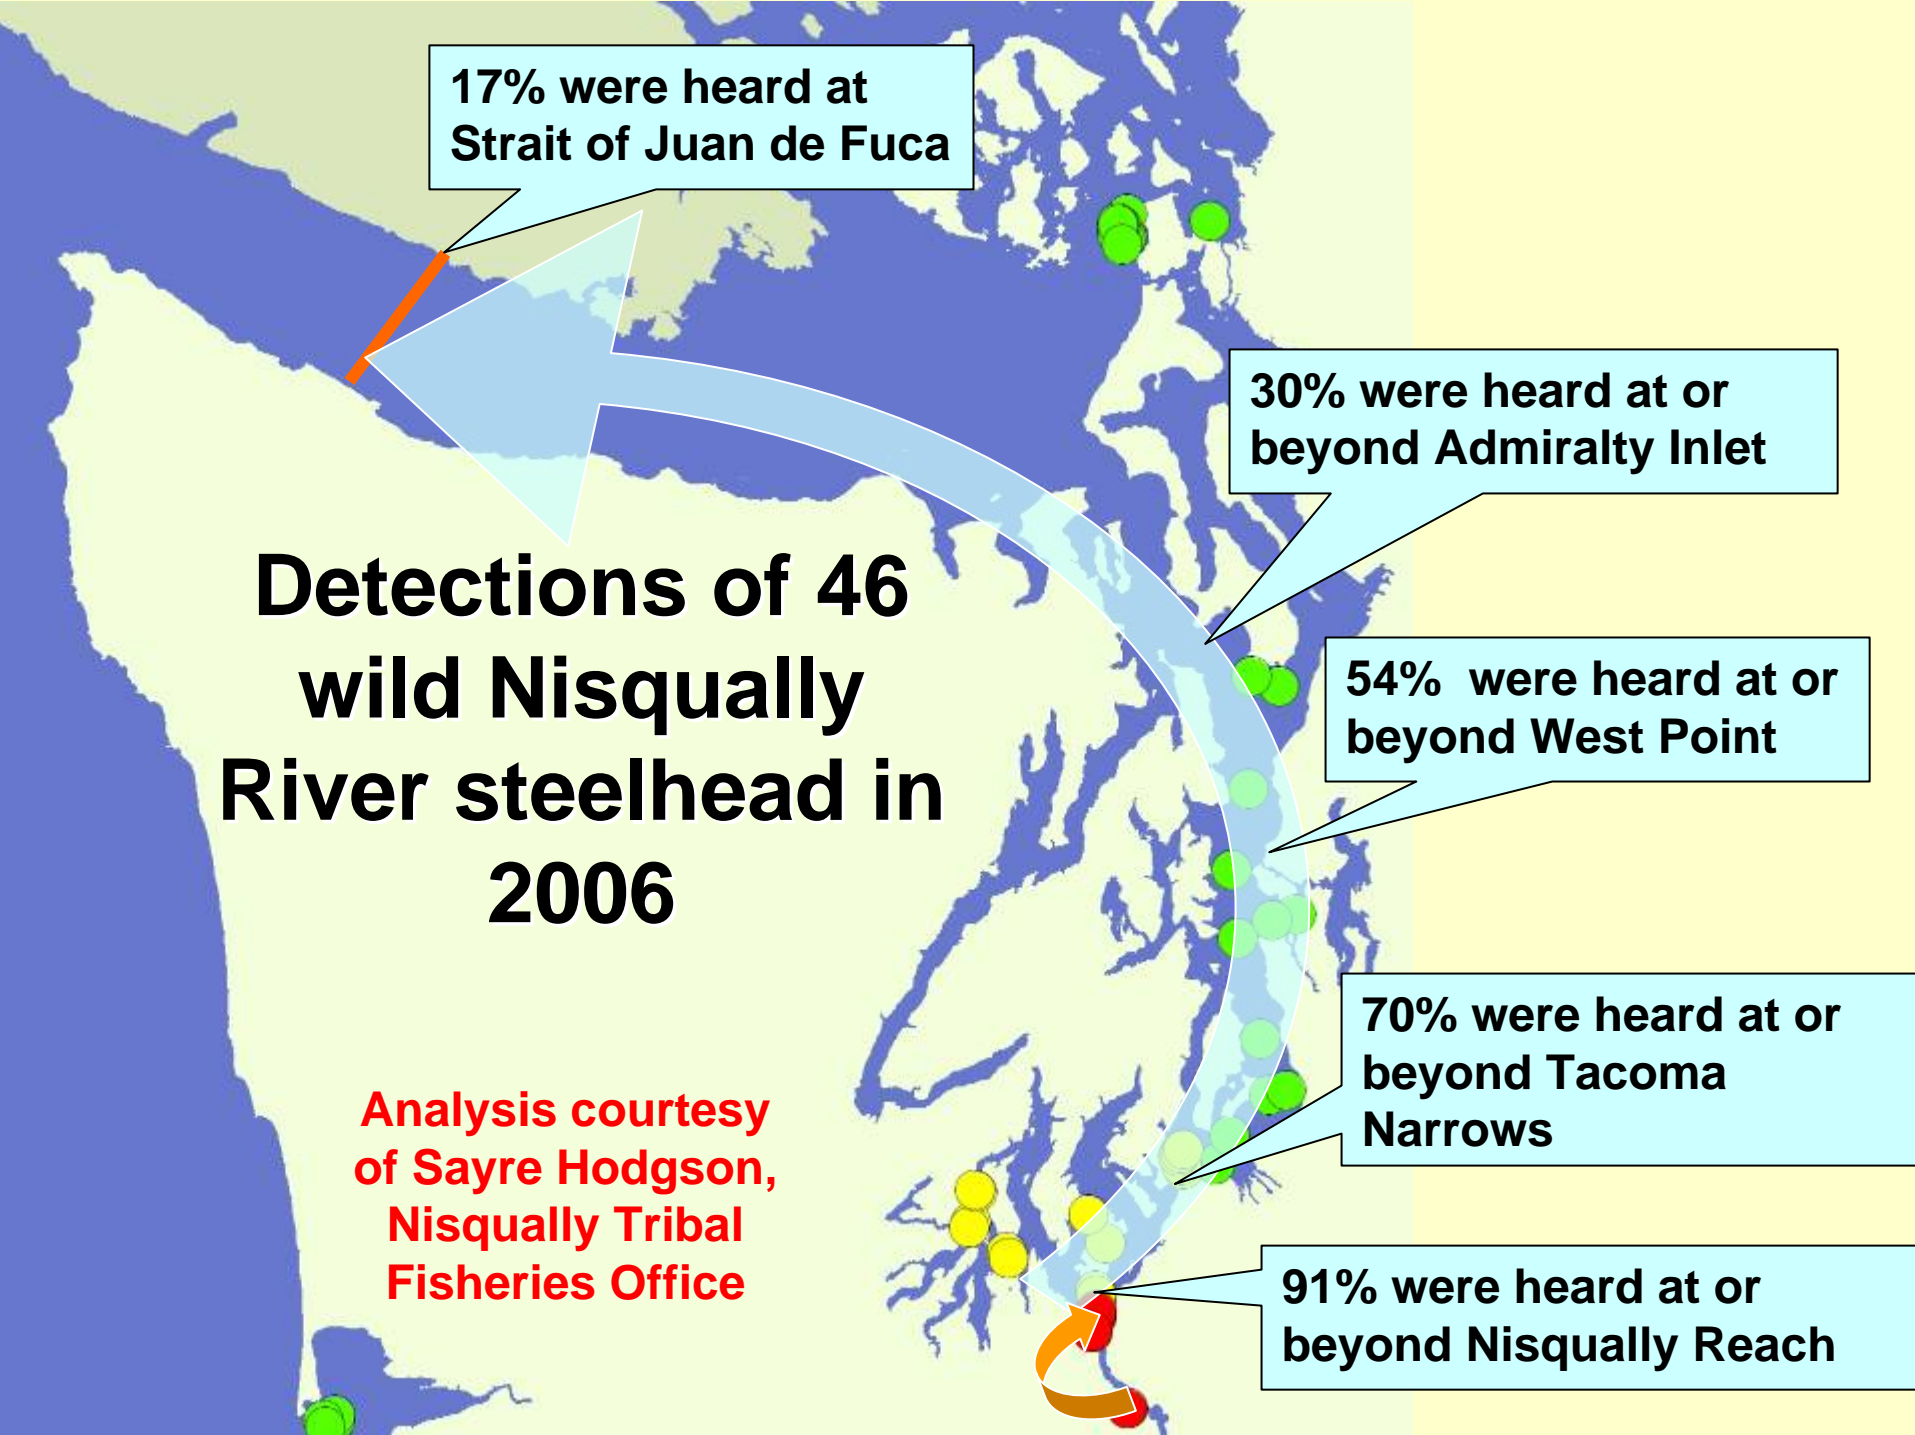 17% were heard at
Strait of Juan de Fuca
30% were heard at or
beyond Admiralty Inlet
Detections of 46
wild Nisqually
River steelhead in
2006
54% were heard at or
beyond West Point
70% were heard at or
beyond Tacoma
Narrows
Analysis courtesy
of Sayre Hodgson,
Nisqually Tribal
Fisheries Office
91% were heard at or
beyond Nisqually Reach